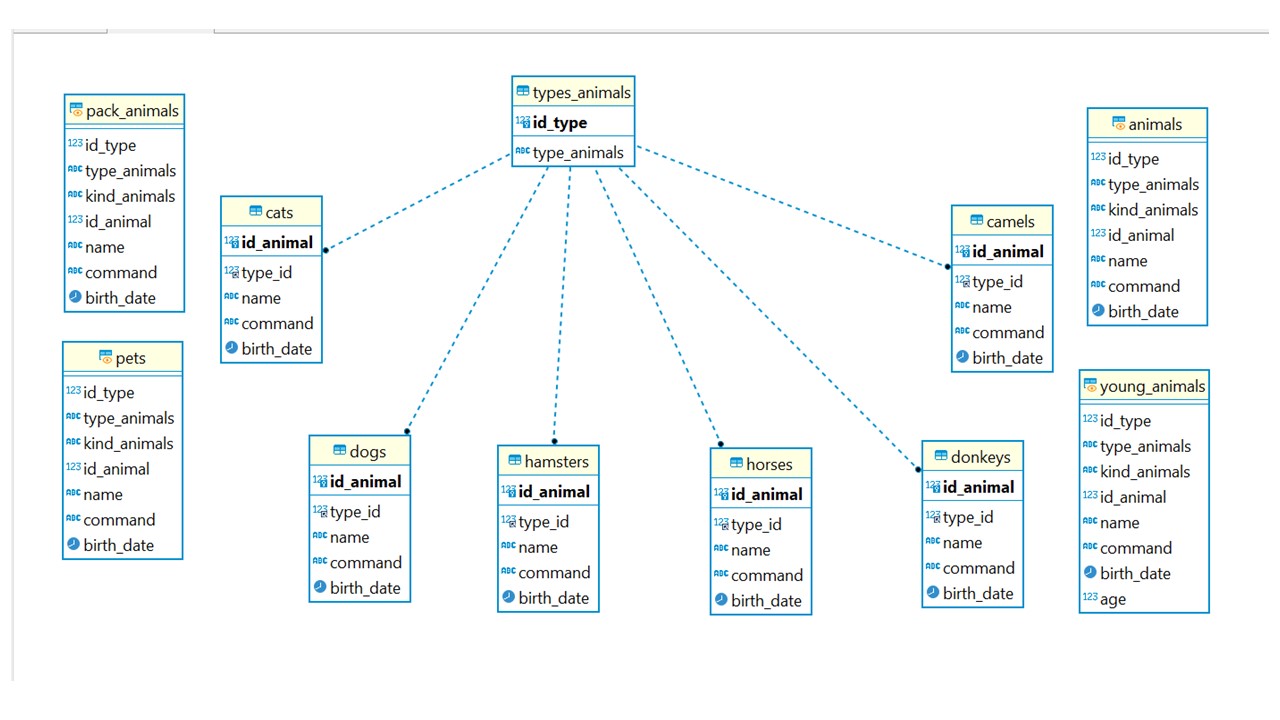 pack_animals
123 id_type
ABC type_animals
ABC kind_animals
123 id_animal
ABC name
ABC command
birth_date
pets
123 id_type
ABC type_animals
ABC kind_animals
123 id_animal
ABC name
ABC command
birth_date
cats
123 id_animal
123 type_id
ABC name
ABC command
birth_date
types_animals
123 id_type
ABC type_animals
dogs
123 id_animal
123 type_id
ABC name
ABC command
birth_date
hamsters
123 id_animal
123 type_id
ABC name
ABC command
birth_date
horses
123 id_animal
123 type_id
ABC name
ABC command
birth_date
donkeys
123 id_animal
123 type_id
ABC name
ABC command
birth_date
camels
123 id_animal
123 type_id
ABC name
ABC command
birth_date
animals
123 id_type
ABC type_animals
ABC kind_animals
123 id_animal
ABC name
ABC command
birth_date
young_animals
123 id_type
ABC type_animals
ABC kind_animals
123 id_animal
ABC name
ABC command
birth_date
123 age